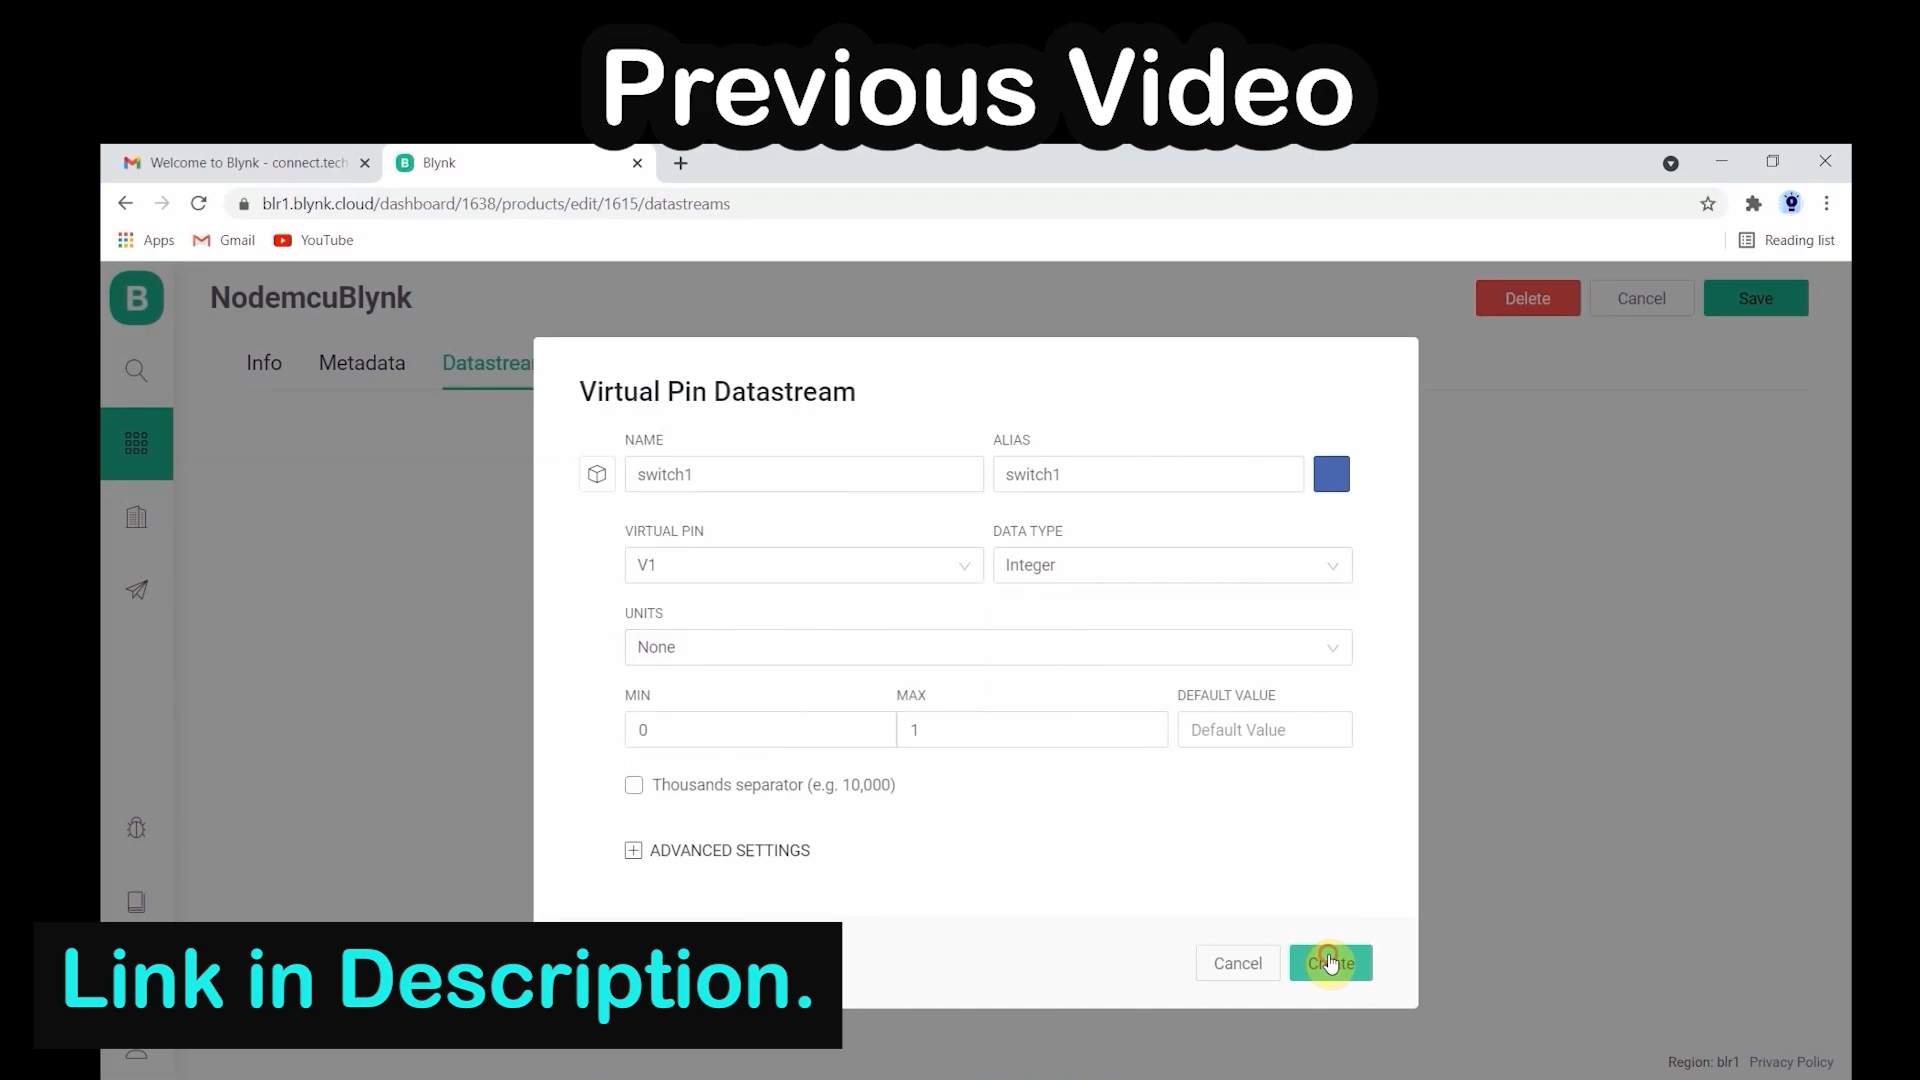 Previous Video
Welcome to Blynk - connect.tech
Blynk
blr1.blynk.cloud/dashboard/1638/products/edit/1615/datastreams
Apps
Gmail
YouTube
Reading list
B
NodemcuBlynk
Delete
Cancel
Save
Info
Metadata
Datastrea
Virtual Pin Datastream
NAME
ALIAS
switch1
switch1
VIRTUAL PIN
DATA TYPE
V1
Integer
UNITS
None
MIN
MAX
DEFAULT VALUE
0
1
Default Value
Thousands separator (e.g. 10,000)
ADVANCED SETTINGS
Cancel
Link in Description.
Region: blr1
Privacy Policy